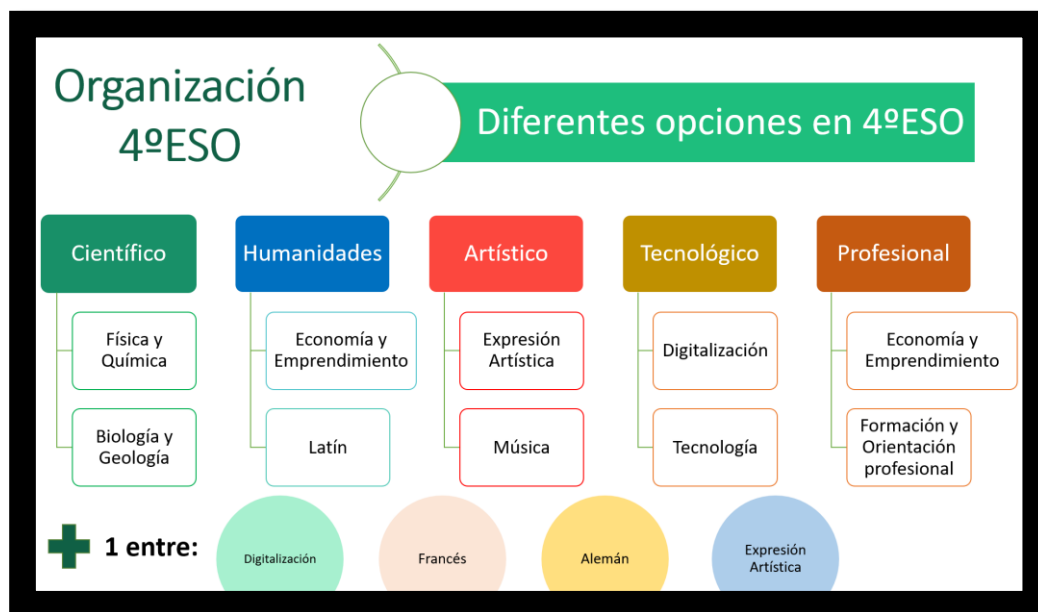 Organización
4ºESO
Diferentes opciones en 4ºESO
Científico
Humanidades
Artístico
Tecnológico
Profesional
Física y
Química
Economía y
Emprendimiento
Expresión
Artística
Digitalización
Economía y
Emprendimiento
Biología y
Geología
Latín
Música
Tecnología
Formación y
Orientación
profesional
1 entre:
Digitalización
Francés
Alemán
Expresión
Artística